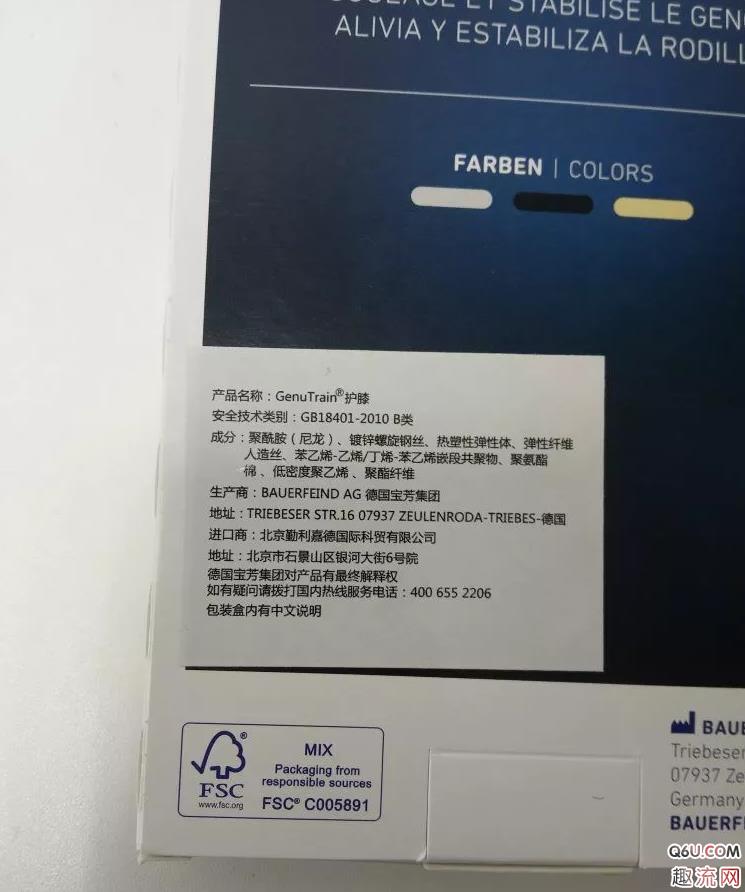 ET STABILISE LE
ALIVIA Y ESTABILIZA LA
FARBEN | COLORS
产品名称：GenuTrain®护膝
安全技术类别：GB18401-2010 B类
成分：聚酰胺（尼龙）、镀锌螺旋钢丝、热塑性弹性体、弹性纤维
人造丝、苯乙烯-乙烯/丁烯-苯乙烯嵌段共聚物、聚氨酯
棉、低密度聚乙烯、聚酯纤维
生产商：BAUERFEIND AG 德国宝芳集团
地址：TRIEBESER STR.16 07937 ZEULENRODA-TRIEBES-德国
进口商：北京勤利嘉德国际科贸有限公司
地址：北京市石景山区银河大街6号院
德国宝芳集团对产品有最终解释权
如有疑问请拨打国内热线服务电话：400 655 2206
包装盒内有中文说明
FSC®
www.fsc.org
MIX
Packaging from
responsible sources
FSC® C005891
07937
Germany
Q6U.COM
趣流网